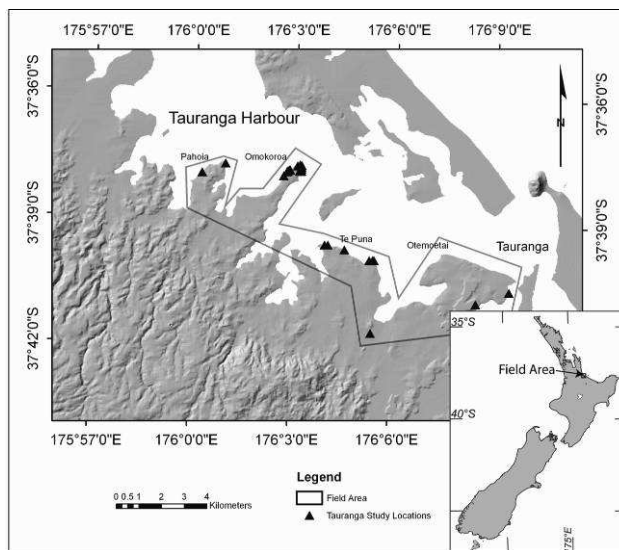 175°57'0"E 176°0'0"E 176°3'0"E 176°6'0"E 176°9'0"E
37°36'0"S
37°36'0"S
N
Tauranga Harbour
Pahoia
Omokoroa
37°39'0"S
37°39'0"S
Te Puna
Otemoetai
Tauranga
37°42'0"S
35°S
Field Area
175°57'0"E 176°0'0"E 176°3'0"E 176°6'0"E
40°S
Legend
Field Area
Tauranga Study Locations
0 0.5 1 2 3 4
Kilometers
175°E